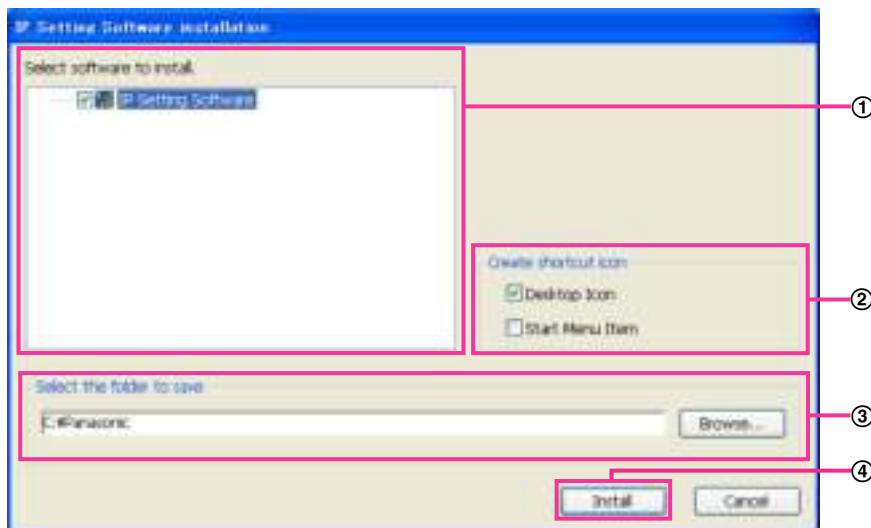 IP Setting Software installation
Select software to install.
IP Setting Software
①
Create shortcut icon
Desktop Icon
Start Menu Item
②
Select the folder to save
C:¥Panasonic
Browse...
③
④
Install
Cancel